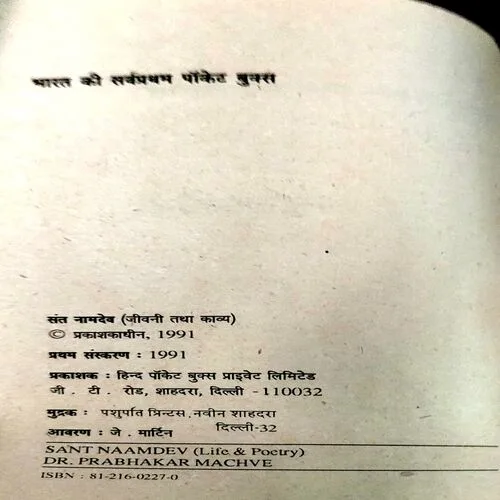 भारत की सर्वप्रथम पॉकेट बुक्स
संत नामदेव (जीवनी तथा काव्य)
© प्रकाशकाधीन, 1991
प्रथम संस्करण : 1991
प्रकाशक : हिन्द पॉकेट बुक्स प्राइवेट लिमिटेड
जी . टी . रोड, शाहदरा, दिल्ली -110032
मुद्रक : पशुपति प्रिन्टस, नवीन शाहदरा
दिल्ली-32
आवरण : जे . मार्टिन
SANT NAAMDEV (Life & Poetry)
DR. PRABHAKAR MACHVE
ISBN : 81-216-0227-0